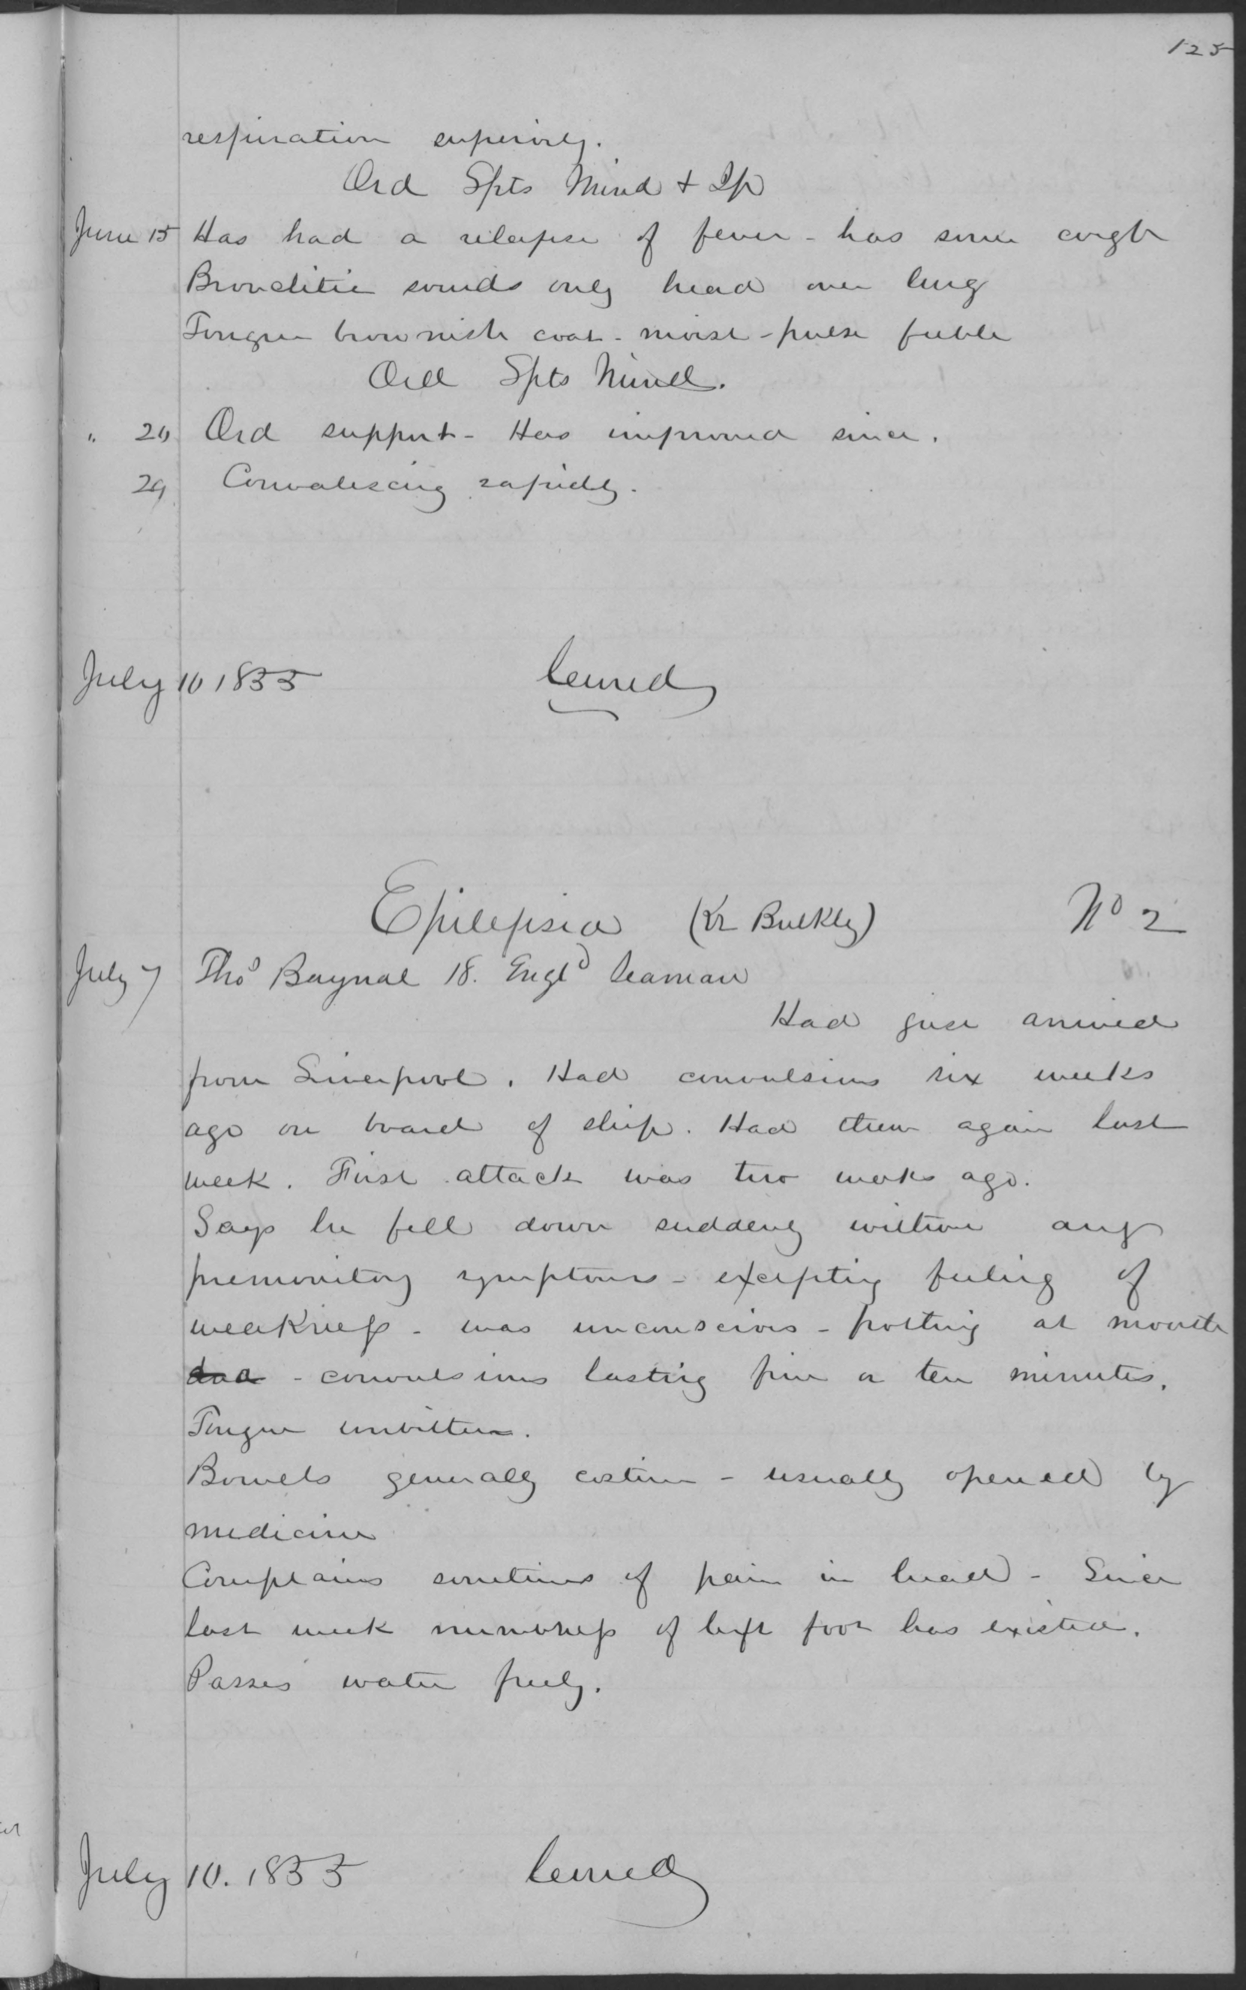 125
respiration superiorly.
Ord Spts Mind + Ip
June 15 Has had a relapse of fever - has some cough
Bronchitic sounds only heard over lung
Tongue brownish coat - moist - pulse feeble
Ord Spts Mind.
" 20 Ord support - Has improved since.
29 Convalescing rapidly.
July 10 1855 Cured
Epilepsia (Dr Bulkley) No 2
July 7 Thos Baynal 18. Engld Seaman
Had just arrived
from Liverpool. Had convulsions six weeks
ago on board of ship. Had them again last
week. First attack was two weeks ago.
Says he fell down suddenly without any
premonitory symptoms - excepting feeling of
weakness - was unconscious - frothing at mouth
- convulsions lasting five or ten minutes.
Tongue unbitten.
Bowels generally costive - usually opened by
medicine
Complains sometimes of pain in head - Since
last week numbness of left foot has existed.
Passes water freely.
July 10. 1855 Cured